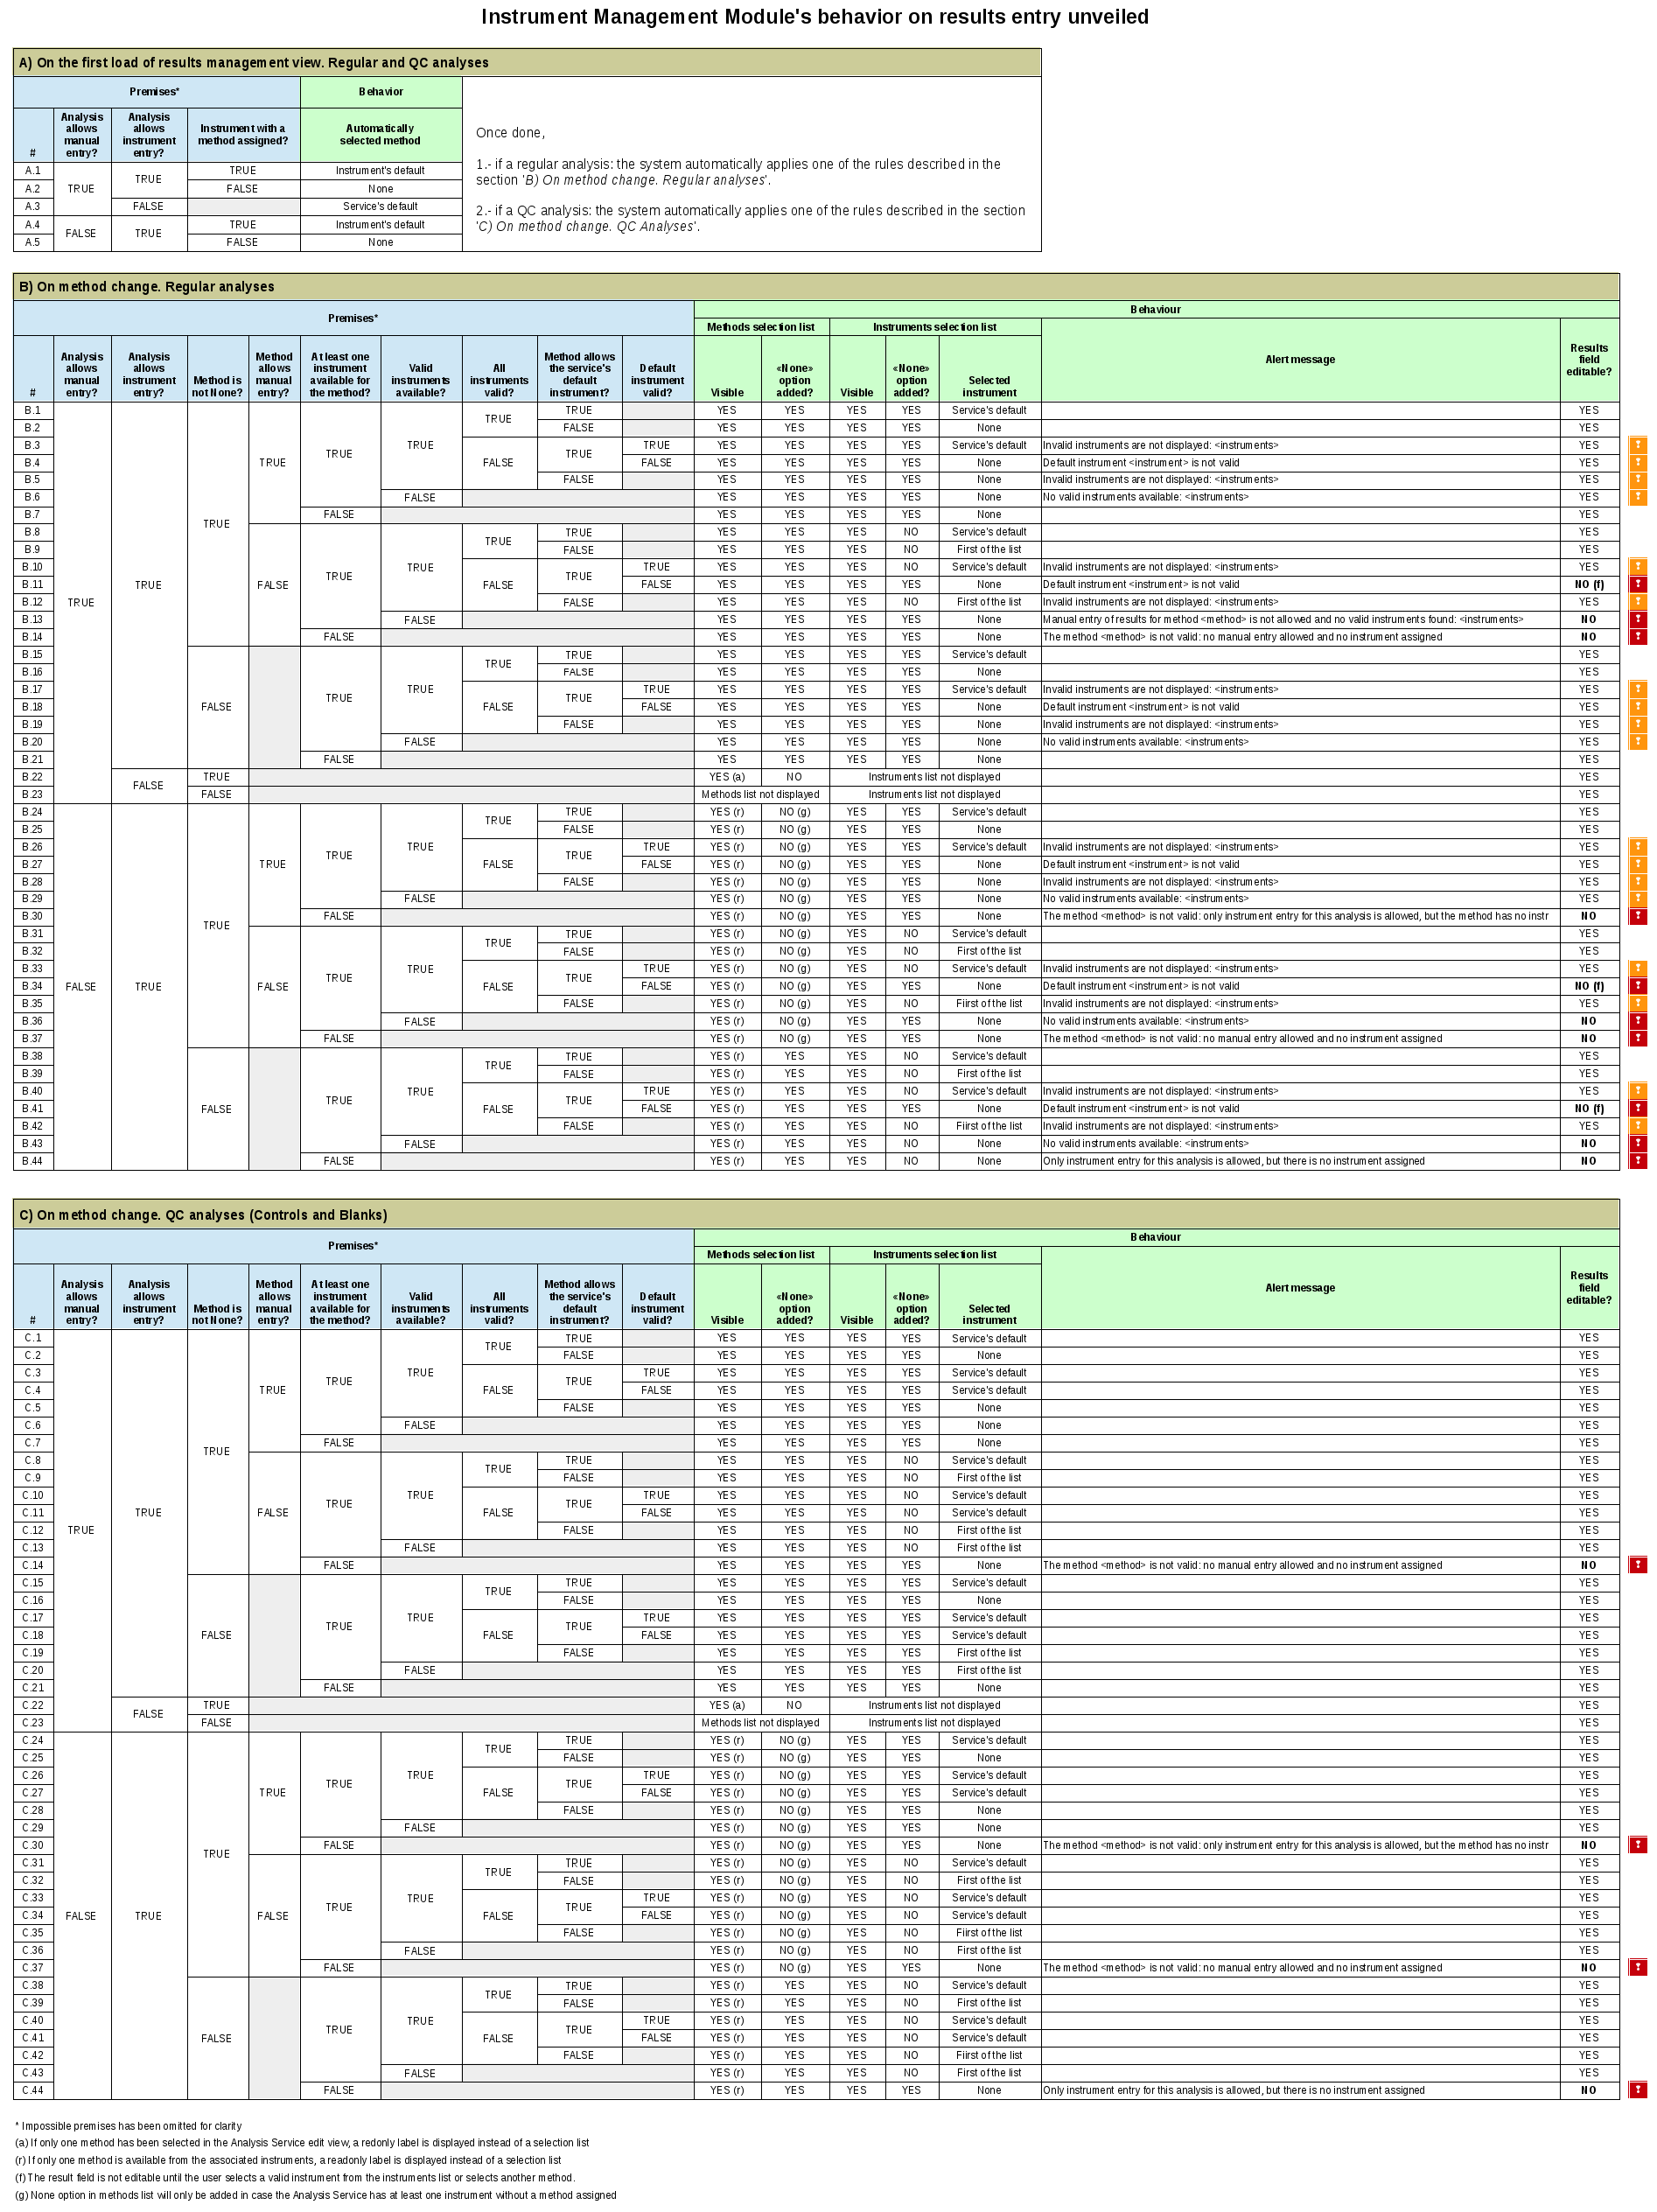 Instrument Management Module's behavior on results entry unveiled
A) On the first load of results management view. Regular and QC analyses
Premises* Behavior
# Analysis allows manual entry? Analysis allows instrument entry? Instrument with a method assigned? Automatically selected method
A.1 TRUE TRUE TRUE Instrument's default
A.2 FALSE None
A.3 FALSE Service's default
A.4 FALSE TRUE TRUE Instrument's default
A.5 FALSE None
Once done,
1.- if a regular analysis: the system automatically applies one of the rules described in the
section 'B) On method change. Regular analyses'.
2.- if a QC analysis: the system automatically applies one of the rules described in the section
'C) On method change. QC Analyses'.
B) On method change. Regular analyses
Premises* Behaviour
Methods selection list Instruments selection list
# Analysis allows manual entry? Analysis allows instrument entry? Method is not None? Method allows manual entry? At least one instrument available for the method? Valid instruments available? All instruments valid? Method allows the service's default instrument? Default instrument valid? Visible «None» option added? Visible «None» option added? Selected instrument Alert message Results field editable?
B.1 TRUE TRUE TRUE TRUE TRUE TRUE TRUE TRUE YES YES YES YES Service's default YES
B.2 FALSE YES YES YES YES None YES
B.3 FALSE TRUE TRUE YES YES YES YES Service's default Invalid instruments are not displayed: <instruments> YES !
B.4 FALSE YES YES YES YES None Default instrument <instrument> is not valid YES !
B.5 FALSE YES YES YES YES None Invalid instruments are not displayed: <instruments> YES !
B.6 FALSE YES YES YES YES None No valid instruments available: <instruments> YES !
B.7 FALSE YES YES YES YES None YES
B.8 FALSE TRUE TRUE TRUE TRUE YES YES YES NO Service's default YES
B.9 FALSE YES YES YES NO First of the list YES
B.10 FALSE TRUE TRUE YES YES YES NO Service's default Invalid instruments are not displayed: <instruments> YES !
B.11 FALSE YES YES YES YES None Default instrument <instrument> is not valid NO (f) !
B.12 FALSE YES YES YES NO First of the list Invalid instruments are not displayed: <instruments> YES !
B.13 FALSE YES YES YES YES None Manual entry of results for method <method> is not allowed and no valid instruments found: <instruments> NO !
B.14 FALSE YES YES YES YES None The method <method> is not valid: no manual entry allowed and no instrument assigned NO !
B.15 FALSE TRUE TRUE TRUE TRUE YES YES YES YES Service's default YES
B.16 FALSE YES YES YES YES None YES
B.17 FALSE TRUE TRUE YES YES YES YES Service's default Invalid instruments are not displayed: <instruments> YES !
B.18 FALSE YES YES YES YES None Default instrument <instrument> is not valid YES !
B.19 FALSE YES YES YES YES None Invalid instruments are not displayed: <instruments> YES !
B.20 FALSE YES YES YES YES None No valid instruments available: <instruments> YES !
B.21 FALSE YES YES YES YES None YES
B.22 FALSE TRUE YES (a) NO Instruments list not displayed YES
B.23 FALSE Methods list not displayed Instruments list not displayed YES
B.24 FALSE TRUE TRUE TRUE TRUE TRUE TRUE TRUE YES (r) NO (g) YES YES Service's default YES
B.25 FALSE YES (r) NO (g) YES YES None YES
B.26 FALSE TRUE TRUE YES (r) NO (g) YES YES Service's default Invalid instruments are not displayed: <instruments> YES !
B.27 FALSE YES (r) NO (g) YES YES None Default instrument <instrument> is not valid YES !
B.28 FALSE YES (r) NO (g) YES YES None Invalid instruments are not displayed: <instruments> YES !
B.29 FALSE YES (r) NO (g) YES YES None No valid instruments available: <instruments> YES !
B.30 FALSE YES (r) NO (g) YES YES None The method <method> is not valid: only instrument entry for this analysis is allowed, but the method has no instr NO !
B.31 FALSE TRUE TRUE TRUE TRUE YES (r) NO (g) YES NO Service's default YES
B.32 FALSE YES (r) NO (g) YES NO First of the list YES
B.33 FALSE TRUE TRUE YES (r) NO (g) YES NO Service's default Invalid instruments are not displayed: <instruments> YES !
B.34 FALSE YES (r) NO (g) YES YES None Default instrument <instrument> is not valid NO (f) !
B.35 FALSE YES (r) NO (g) YES NO Fiirst of the list Invalid instruments are not displayed: <instruments> YES !
B.36 FALSE YES (r) NO (g) YES YES None No valid instruments available: <instruments> NO !
B.37 FALSE YES (r) NO (g) YES YES None The method <method> is not valid: no manual entry allowed and no instrument assigned NO !
B.38 FALSE TRUE TRUE TRUE TRUE YES (r) YES YES NO Service's default YES
B.39 FALSE YES (r) YES YES NO First of the list YES
B.40 FALSE TRUE TRUE YES (r) YES YES NO Service's default Invalid instruments are not displayed: <instruments> YES !
B.41 FALSE YES (r) YES YES YES None Default instrument <instrument> is not valid NO (f) !
B.42 FALSE YES (r) YES YES NO Fiirst of the list Invalid instruments are not displayed: <instruments> YES !
B.43 FALSE YES (r) YES YES NO None No valid instruments available: <instruments> NO !
B.44 FALSE YES (r) YES YES NO None Only instrument entry for this analysis is allowed, but there is no instrument assigned NO !
C) On method change. QC analyses (Controls and Blanks)
Premises* Behaviour
Methods selection list Instruments selection list
# Analysis allows manual entry? Analysis allows instrument entry? Method is not None? Method allows manual entry? At least one instrument available for the method? Valid instruments available? All instruments valid? Method allows the service's default instrument? Default instrument valid? Visible «None» option added? Visible «None» option added? Selected instrument Alert message Results field editable?
C.1 TRUE TRUE TRUE TRUE TRUE TRUE TRUE TRUE YES YES YES YES Service's default YES
C.2 FALSE YES YES YES YES None YES
C.3 FALSE TRUE TRUE YES YES YES YES Service's default YES
C.4 FALSE YES YES YES YES Service's default YES
C.5 FALSE YES YES YES YES None YES
C.6 FALSE YES YES YES YES None YES
C.7 FALSE YES YES YES YES None YES
C.8 FALSE TRUE TRUE TRUE TRUE YES YES YES NO Service's default YES
C.9 FALSE YES YES YES NO First of the list YES
C.10 FALSE TRUE TRUE YES YES YES NO Service's default YES
C.11 FALSE YES YES YES NO Service's default YES
C.12 FALSE YES YES YES NO First of the list YES
C.13 FALSE YES YES YES NO First of the list YES
C.14 FALSE YES YES YES YES None The method <method> is not valid: no manual entry allowed and no instrument assigned NO !
C.15 FALSE TRUE TRUE TRUE TRUE YES YES YES YES Service's default YES
C.16 FALSE YES YES YES YES None YES
C.17 FALSE TRUE TRUE YES YES YES YES Service's default YES
C.18 FALSE YES YES YES YES Service's default YES
C.19 FALSE YES YES YES YES First of the list YES
C.20 FALSE YES YES YES YES First of the list YES
C.21 FALSE YES YES YES YES None YES
C.22 FALSE TRUE YES (a) NO Instruments list not displayed YES
C.23 FALSE Methods list not displayed Instruments list not displayed YES
C.24 FALSE TRUE TRUE TRUE TRUE TRUE TRUE TRUE YES (r) NO (g) YES YES Service's default YES
C.25 FALSE YES (r) NO (g) YES YES None YES
C.26 FALSE TRUE TRUE YES (r) NO (g) YES YES Service's default YES
C.27 FALSE YES (r) NO (g) YES YES Service's default YES
C.28 FALSE YES (r) NO (g) YES YES None YES
C.29 FALSE YES (r) NO (g) YES YES None YES
C.30 FALSE YES (r) NO (g) YES YES None The method <method> is not valid: only instrument entry for this analysis is allowed, but the method has no instr NO !
C.31 FALSE TRUE TRUE TRUE TRUE YES (r) NO (g) YES NO Service's default YES
C.32 FALSE YES (r) NO (g) YES NO First of the list YES
C.33 FALSE TRUE TRUE YES (r) NO (g) YES NO Service's default YES
C.34 FALSE YES (r) NO (g) YES NO Service's default YES
C.35 FALSE YES (r) NO (g) YES NO Fiirst of the list YES
C.36 FALSE YES (r) NO (g) YES NO First of the list YES
C.37 FALSE YES (r) NO (g) YES YES None The method <method> is not valid: no manual entry allowed and no instrument assigned NO !
C.38 FALSE TRUE TRUE TRUE TRUE YES (r) YES YES NO Service's default YES
C.39 FALSE YES (r) YES YES NO First of the list YES
C.40 FALSE TRUE TRUE YES (r) YES YES NO Service's default YES
C.41 FALSE YES (r) YES YES NO Service's default YES
C.42 FALSE YES (r) YES YES NO Fiirst of the list YES
C.43 FALSE YES (r) YES YES NO First of the list YES
C.44 FALSE YES (r) YES YES YES None Only instrument entry for this analysis is allowed, but there is no instrument assigned NO !
* Impossible premises has been omitted for clarity
(a) If only one method has been selected in the Analysis Service edit view, a redonly label is displayed instead of a selection list
(r) If only one method is available from the associated instruments, a readonly label is displayed instead of a selection list
(f) The result field is not editable until the user selects a valid instrument from the instruments list or selects another method.
(g) None option in methods list will only be added in case the Analysis Service has at least one instrument without a method assigned